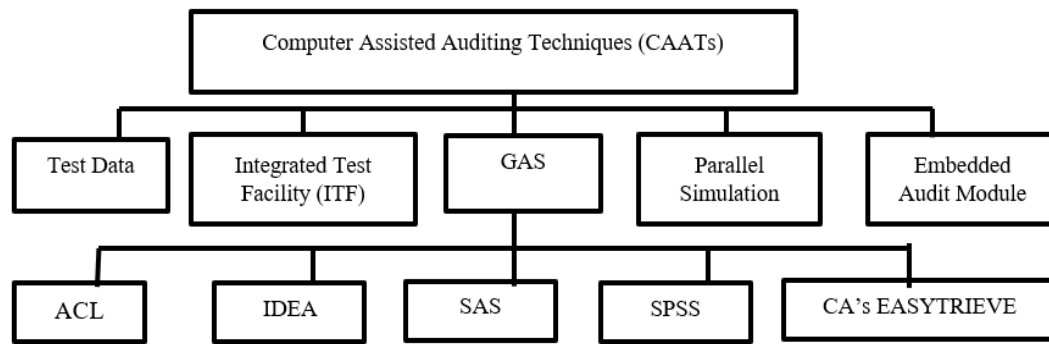 Computer Assisted Auditing Techniques (CAATs)
Test Data
Integrated Test
Facility (ITF)
GAS
Parallel
Simulation
Embedded
Audit Module
ACL
IDEA
SAS
SPSS
CA’s EASYTRIEVE